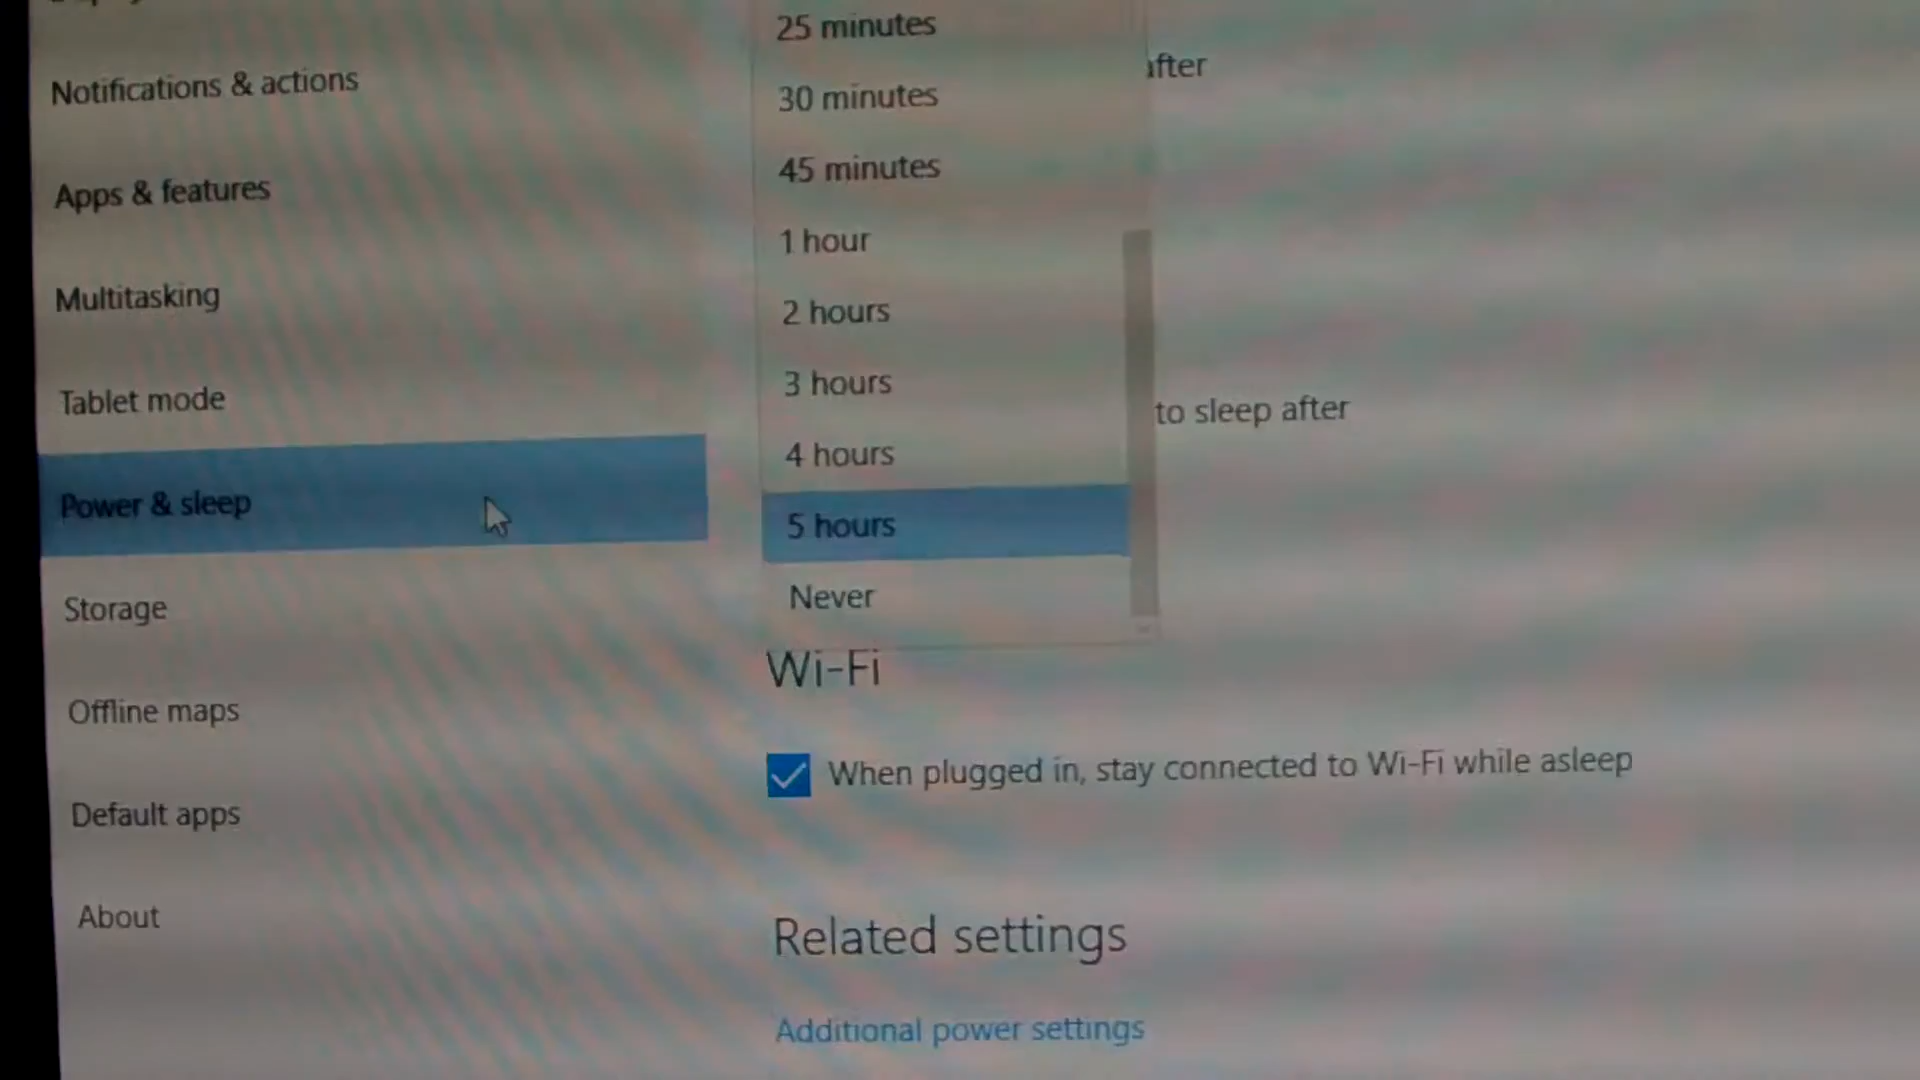 Notifications & actions
Apps & features
Multitasking
Tablet mode
Power & sleep
Storage
Offline maps
Default apps
About
25 minutes
30 minutes
45 minutes
1 hour
2 hours
3 hours
4 hours
5 hours
Never
after
to sleep after
Wi-Fi
When plugged in, stay connected to Wi-Fi while asleep
Related settings
Additional power settings